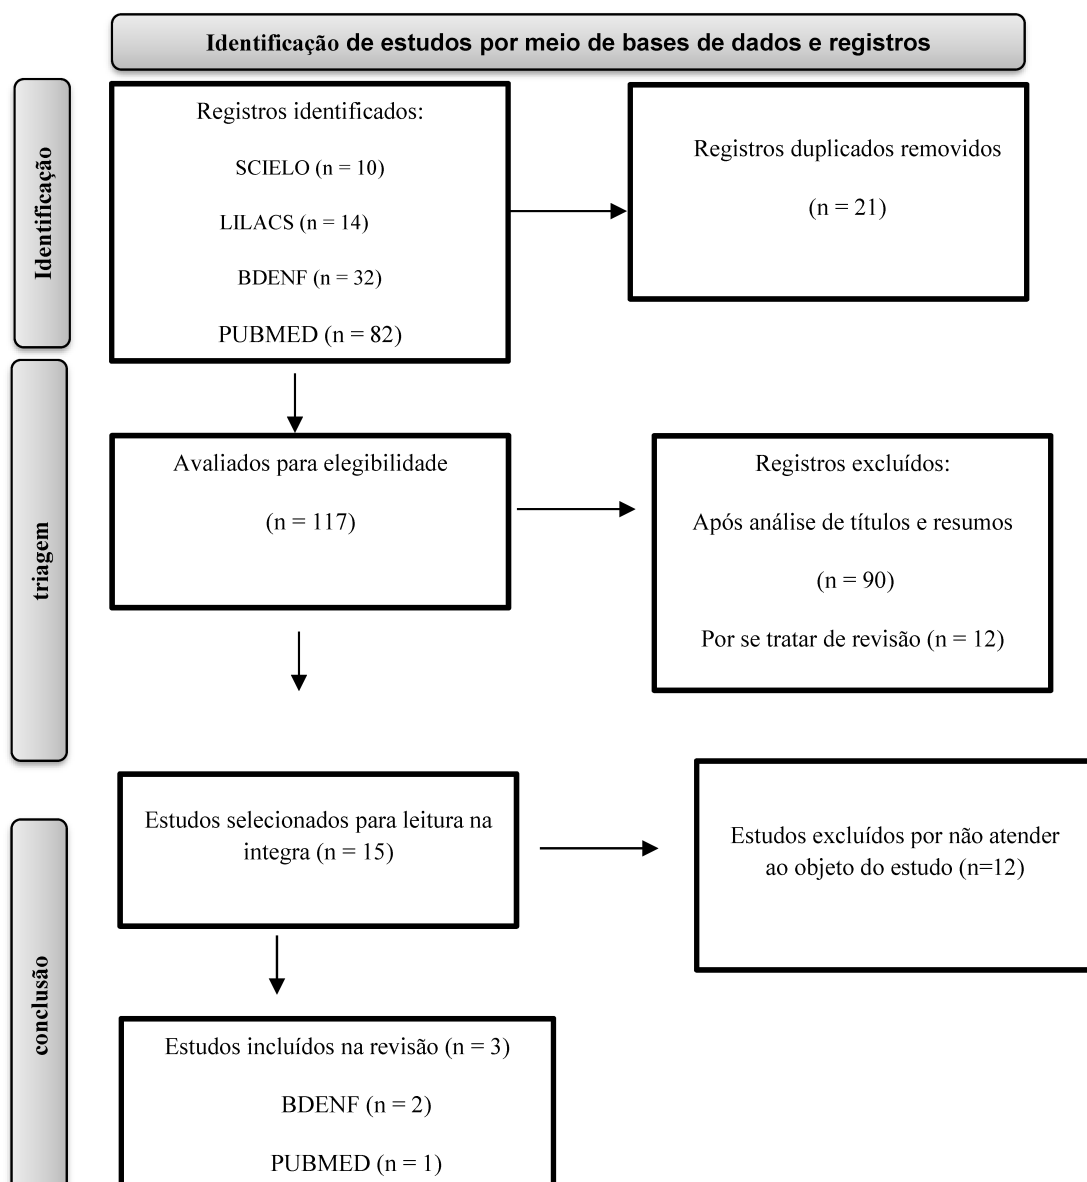 Identificação de estudos por meio de bases de dados e registros
Identificação
Registros identificados:
SCIELO (n = 10)
LILACS (n = 14)
BDENF (n = 32)
PUBMED (n = 82)
Registros duplicados removidos
(n = 21)
triagem
Avaliados para elegibilidade
(n = 117)
Registros excluídos:
Após análise de títulos e resumos
(n = 90)
Por se tratar de revisão (n = 12)
conclusão
Estudos selecionados para leitura na
integra (n = 15)
Estudos excluídos por não atender
ao objeto do estudo (n=12)
Estudos incluídos na revisão (n = 3)
BDENF (n = 2)
PUBMED (n = 1)